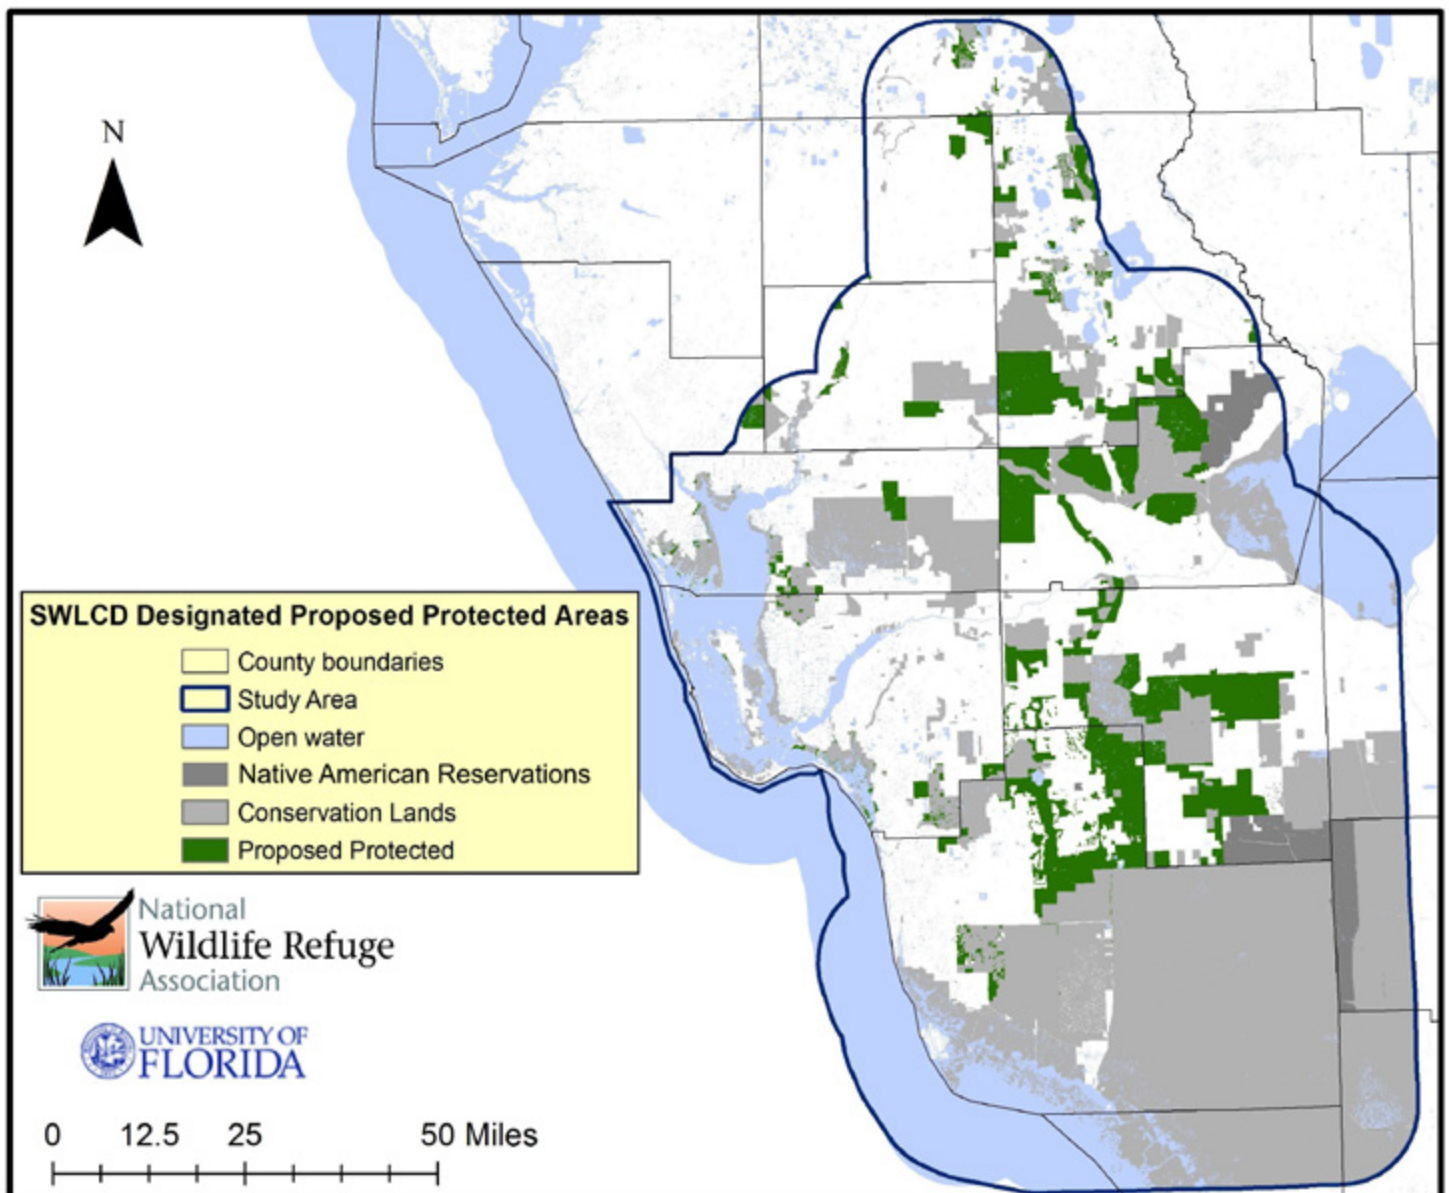 N
SWLCD Designated Proposed Protected Areas
County boundaries
Study Area
Open water
Native American Reservations
Conservation Lands
Proposed Protected
National
Wildlife Refuge
Association
UNIVERSITY OF
FLORIDA
0 12.5 25 50 Miles